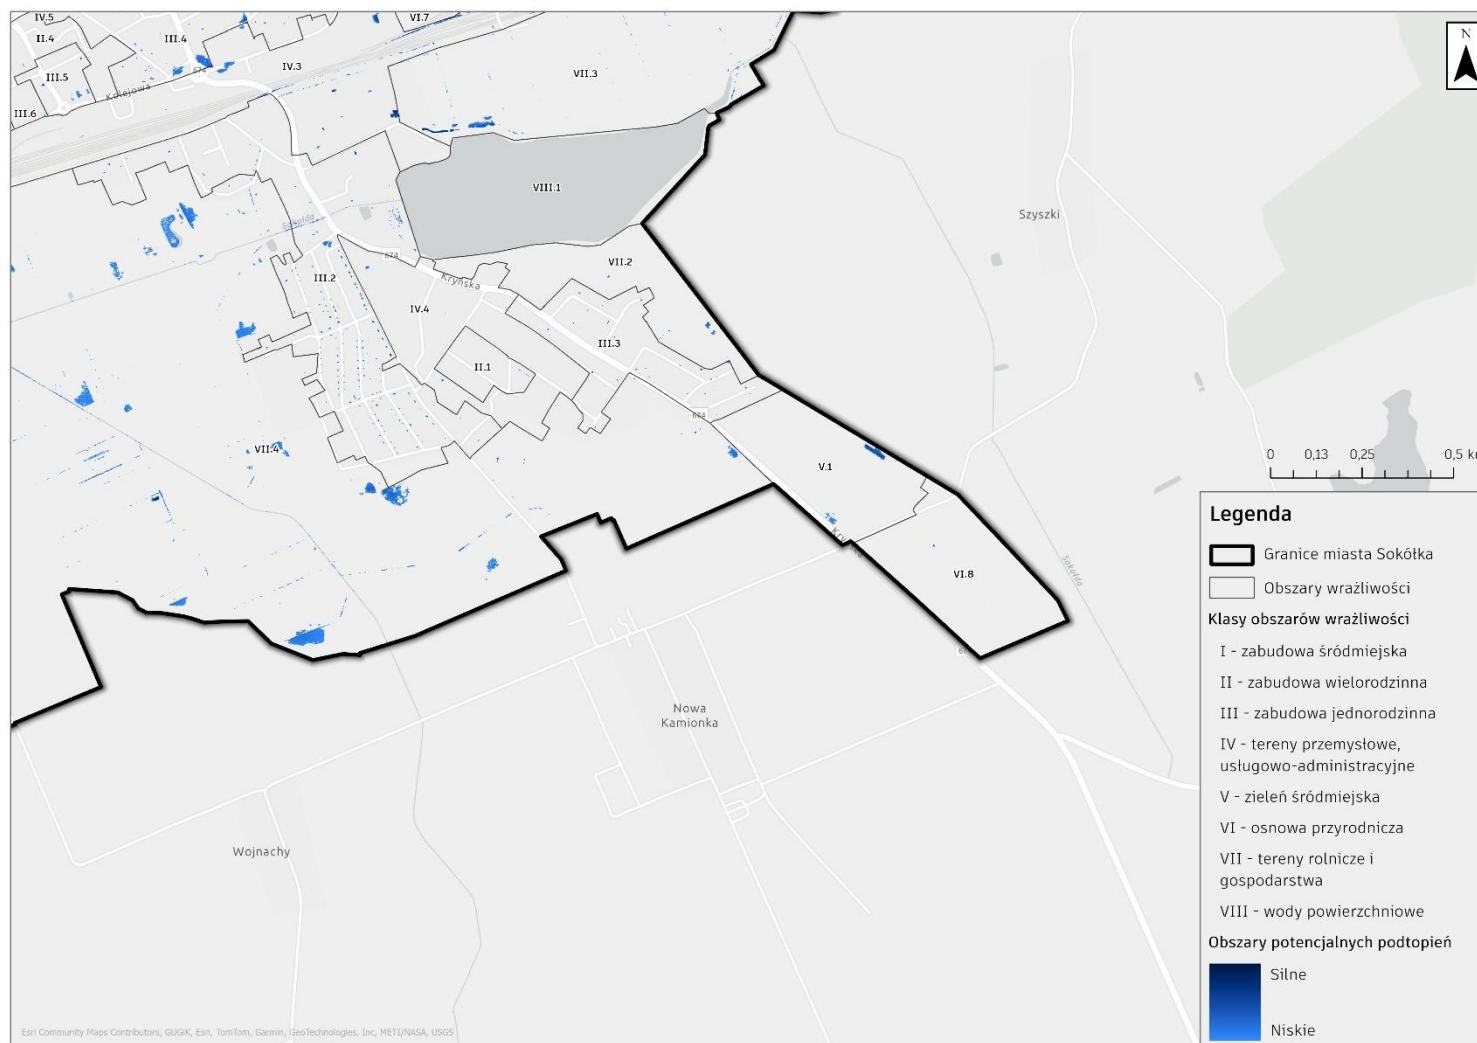 IV.5
VI.7
II.4
III.4
674
IV.3
III.5
VII.3
Kolejowa
III.6
N
VIII.1
Szyszki
Sokołda
674
VII.2
III.2
Kryńska
IV.4
III.3
II.1
674
VII.4
V.1
0 0,13 0,25 0,5 k
VI.8
Sokołda
Nowa
Kamionka
Wojnachy
Legenda
Granice miasta Sokółka
Obszary wrażliwości
Klasy obszarów wrażliwości
I - zabudowa śródmiejska
II - zabudowa wielorodzinna
III - zabudowa jednorodzinna
IV - tereny przemysłowe,
usługowo-administracyjne
V - zieleń śródmiejska
VI - osnowa przyrodnicza
VII - tereny rolnicze i
gospodarstwa
VIII - wody powierzchniowe
Obszary potencjalnych podtopień
Silne
Niskie
Esri Community Maps Contributors, GUGiK, Esri, TomTom, Garmin, GeoTechnologies, Inc, METI/NASA, USGS